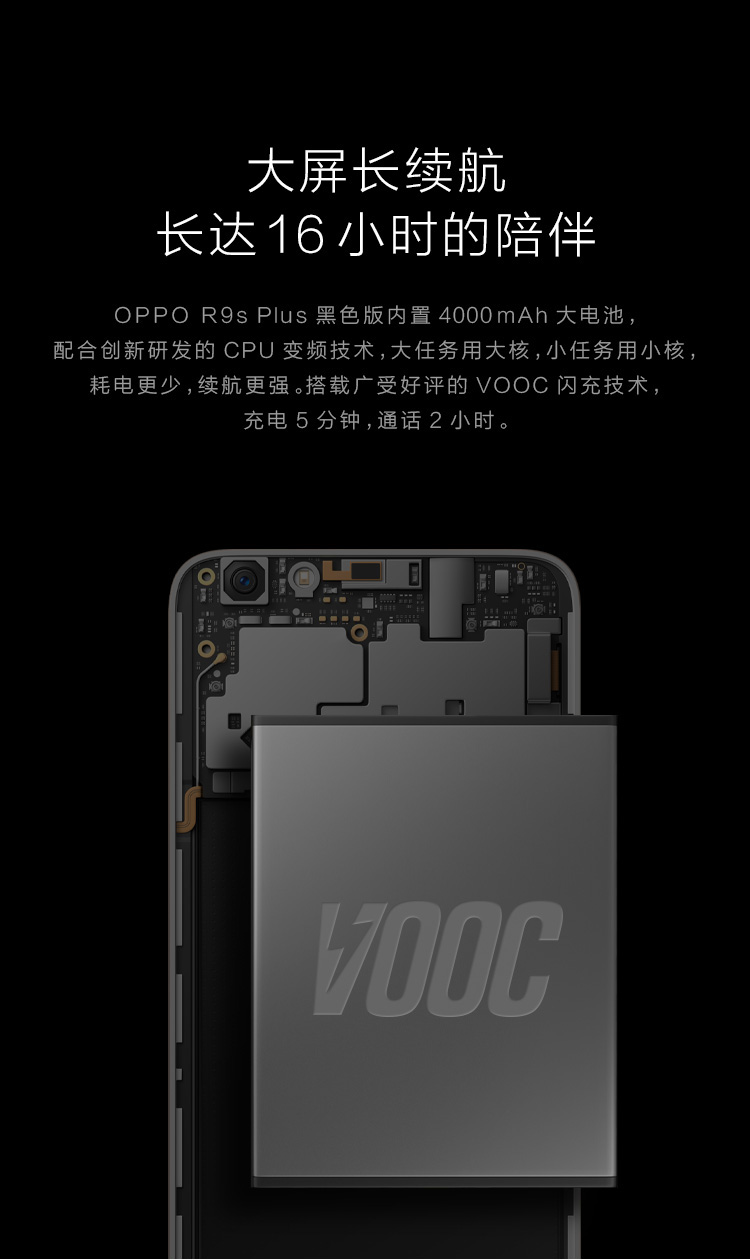 大屏长续航
长达16小时的陪伴
OPPO R9s Plus 黑色版内置 4000mAh 大电池，
配合创新研发的 CPU 变频技术，大任务用大核，小任务用小核，
耗电更少，续航更强。搭载广受好评的 VOOC 闪充技术，
充电 5 分钟，通话 2 小时。
VOOC